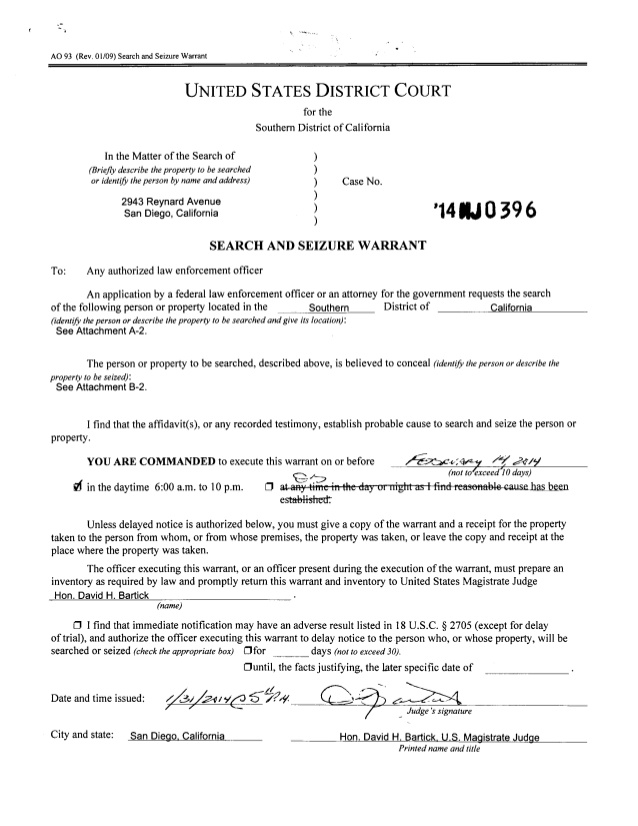 AO 93 (Rev. 01/09) Search and Seizure Warrant
UNITED STATES DISTRICT COURT
for the
Southern District of California
In the Matter of the Search of
(Briefly describe the property to be searched
or identify the person by name and address)
2943 Reynard Avenue
San Diego, California
)
)
)
)
)
)
Case No.
'14 MJ 0396
SEARCH AND SEIZURE WARRANT
To: Any authorized law enforcement officer
An application by a federal law enforcement officer or an attorney for the government requests the search
of the following person or property located in the Southern District of California
(identify the person or describe the property to be searched and give its location):
See Attachment A-2.
The person or property to be searched, described above, is believed to conceal (identify the person or describe the
property to be seized):
See Attachment B-2.
I find that the affidavit(s), or any recorded testimony, establish probable cause to search and seize the person or
property.
YOU ARE COMMANDED to execute this warrant on or before February 14, 2014
(not to exceed 10 days)
in the daytime 6:00 a.m. to 10 p.m. at any time in the day or night as I find reasonable cause has been
established.
Unless delayed notice is authorized below, you must give a copy of the warrant and a receipt for the property
taken to the person from whom, or from whose premises, the property was taken, or leave the copy and receipt at the
place where the property was taken.
The officer executing this warrant, or an officer present during the execution of the warrant, must prepare an
inventory as required by law and promptly return this warrant and inventory to United States Magistrate Judge
Hon. David H. Bartick .
(name)
I find that immediate notification may have an adverse result listed in 18 U.S.C. § 2705 (except for delay
of trial), and authorize the officer executing this warrant to delay notice to the person who, or whose property, will be
searched or seized (check the appropriate box) for ___ days (not to exceed 30).
until, the facts justifying, the later specific date of ___ .
Date and time issued: 1/31/2014 @ P.M.
Judge's signature
City and state: San Diego, California Hon. David H. Bartick, U.S. Magistrate Judge
Printed name and title